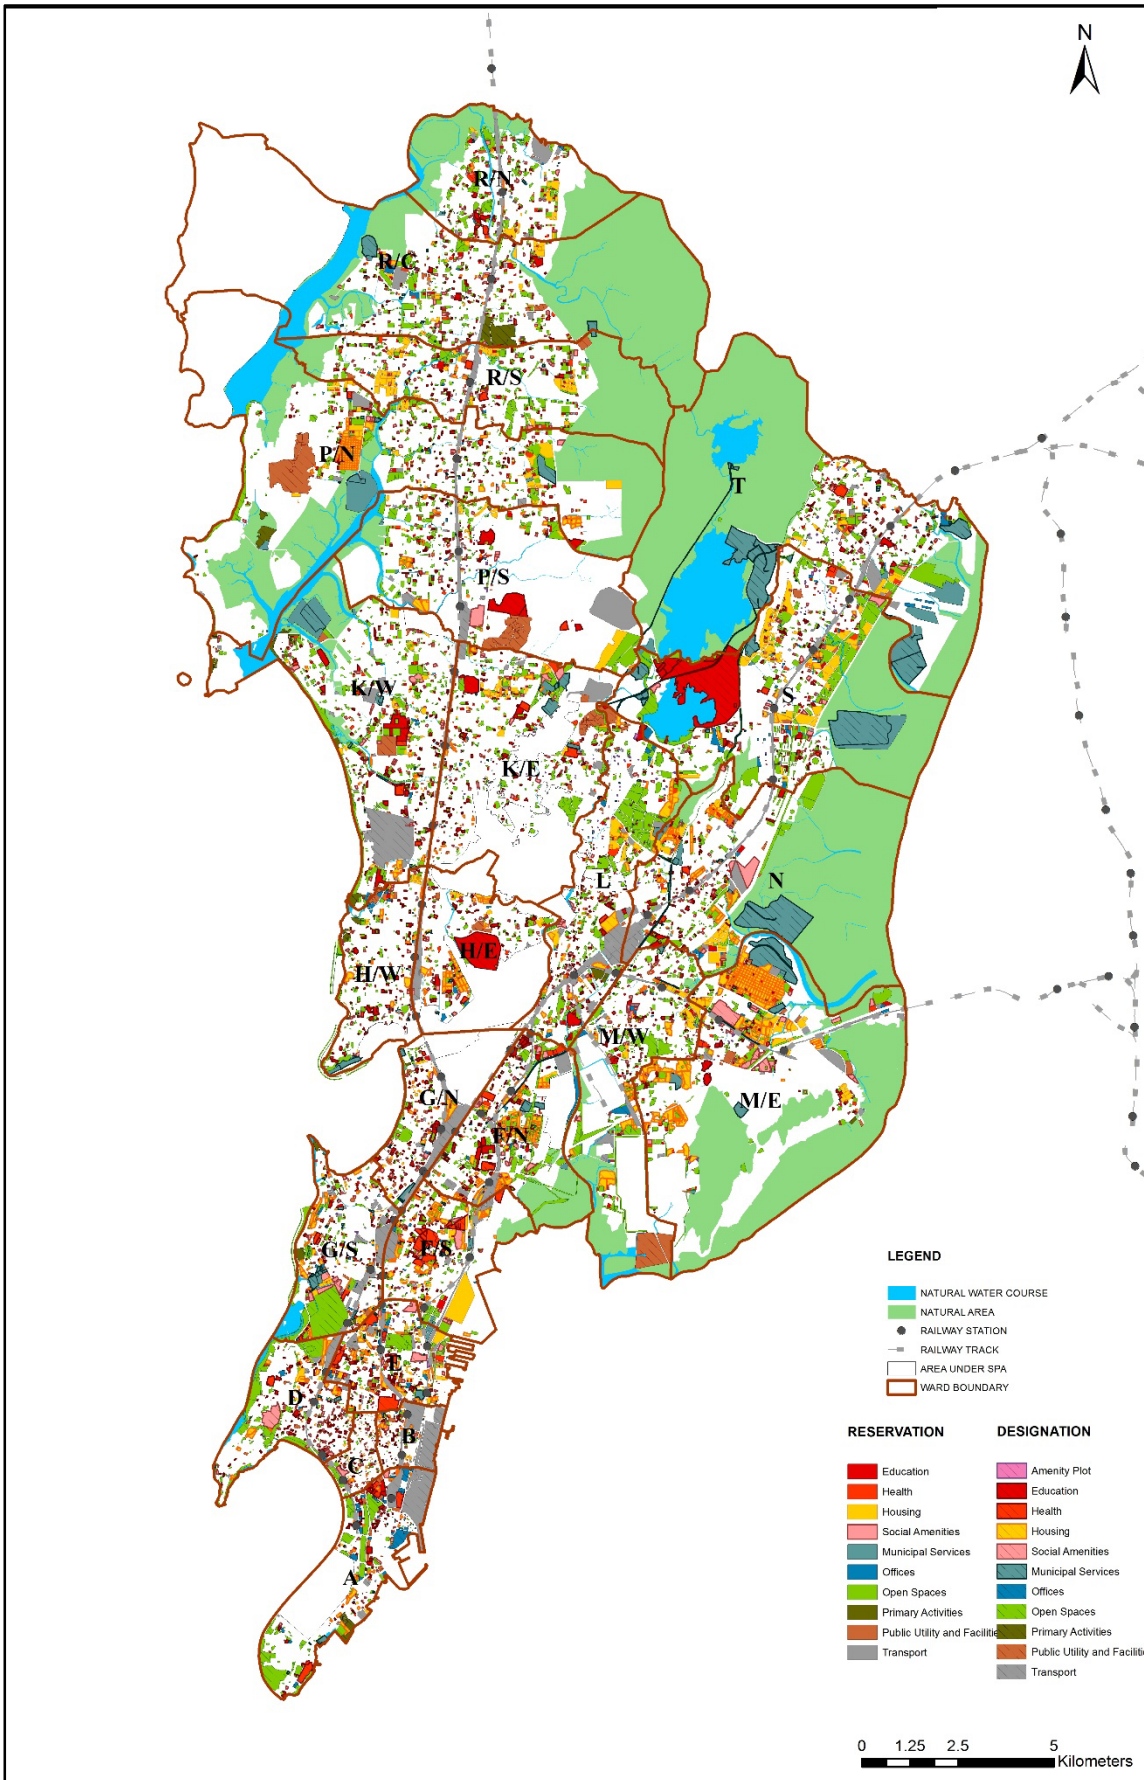 N
R/N
R/C
R/S
P/N
T
P/S
K/W
S
K/E
L
N
H/E
H/W
M/W
G/N
M/E
F/N
G/S
F/S
E
D
B
C
A
LEGEND
NATURAL WATER COURSE
NATURAL AREA
RAILWAY STATION
RAILWAY TRACK
AREA UNDER SPA
WARD BOUNDARY
RESERVATION
Education
Health
Housing
Social Amenities
Municipal Services
Offices
Open Spaces
Primary Activities
Public Utility and Facilitie
Transport
DESIGNATION
Amenity Plot
Education
Health
Housing
Social Amenities
Municipal Services
Offices
Open Spaces
Primary Activities
Public Utility and Faciliti
Transport
0 1.25 2.5 5
Kilometers